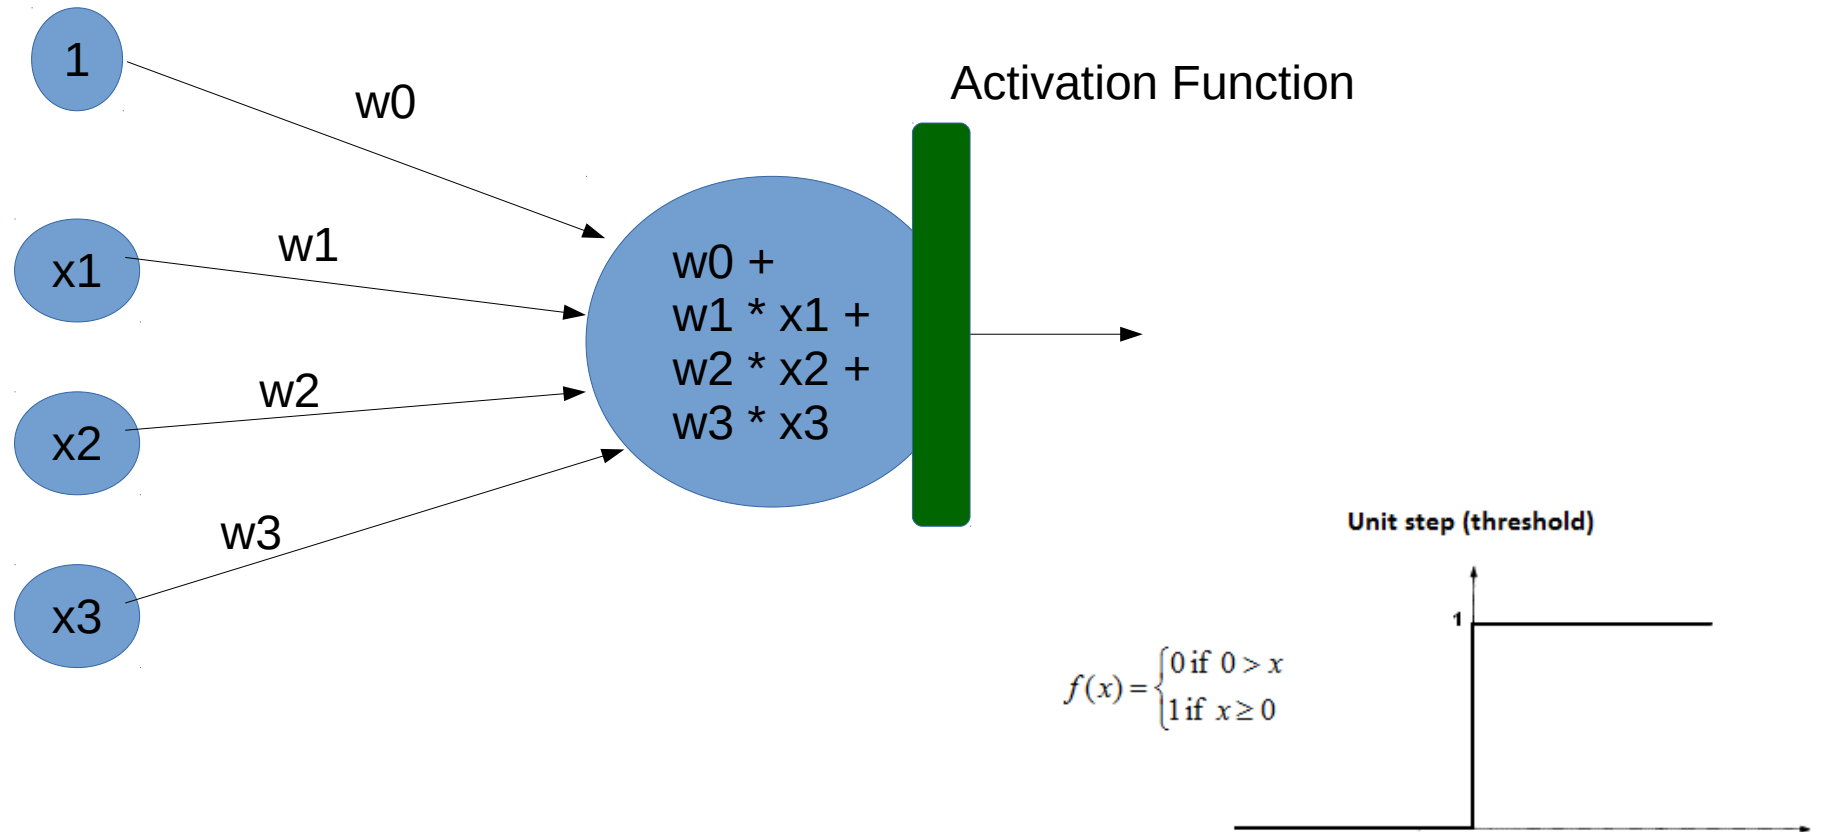 1
w0
Activation Function
x1
w1
w0 +
w1 * x1 +
w2 * x2 +
w3 * x3
x2
w2
x3
w3
Unit step (threshold)
1
f(x) = { 0 if 0 > x
1 if x ≥ 0